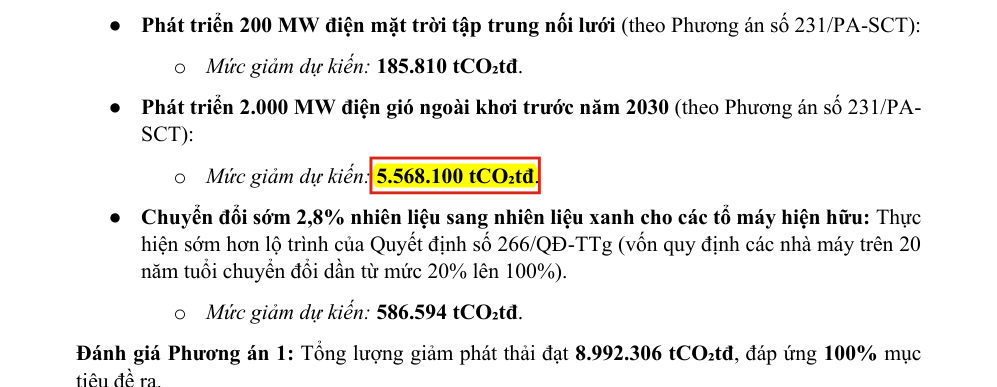 ● Phát triển 200 MW điện mặt trời tập trung nối lưới (theo Phương án số 231/PA-SCT):
○ Mức giảm dự kiến: 185.810 tCO₂tđ.
● Phát triển 2.000 MW điện gió ngoài khơi trước năm 2030 (theo Phương án số 231/PA-
SCT):
○ Mức giảm dự kiến: 5.568.100 tCO₂tđ.
● Chuyển đổi sớm 2,8% nhiên liệu sang nhiên liệu xanh cho các tổ máy hiện hữu: Thực
hiện sớm hơn lộ trình của Quyết định số 266/QĐ-TTg (vốn quy định các nhà máy trên 20
năm tuổi chuyển đổi dần từ mức 20% lên 100%).
○ Mức giảm dự kiến: 586.594 tCO₂tđ.
Đánh giá Phương án 1: Tổng lượng giảm phát thải đạt 8.992.306 tCO₂tđ, đáp ứng 100% mục
tiêu đề ra.